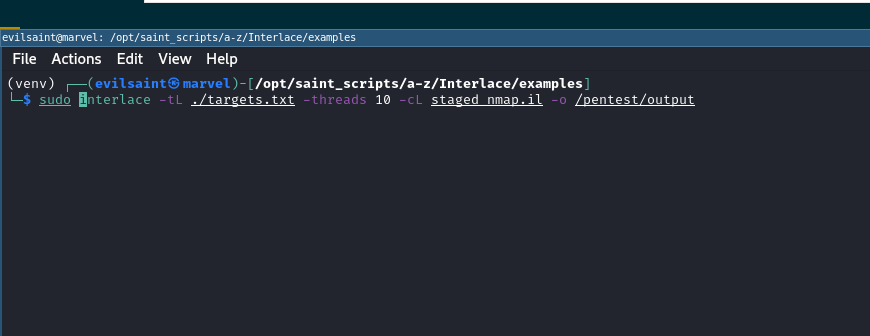 evilsaint@marvel: /opt/saint_scripts/a-z/Interlace/examples
File Actions Edit View Help
(venv) ┌──(evilsaint㉿marvel)-[/opt/saint_scripts/a-z/Interlace/examples]
└─$ sudo interlace -tL ./targets.txt -threads 10 -cL staged_nmap.il -o /pentest/output